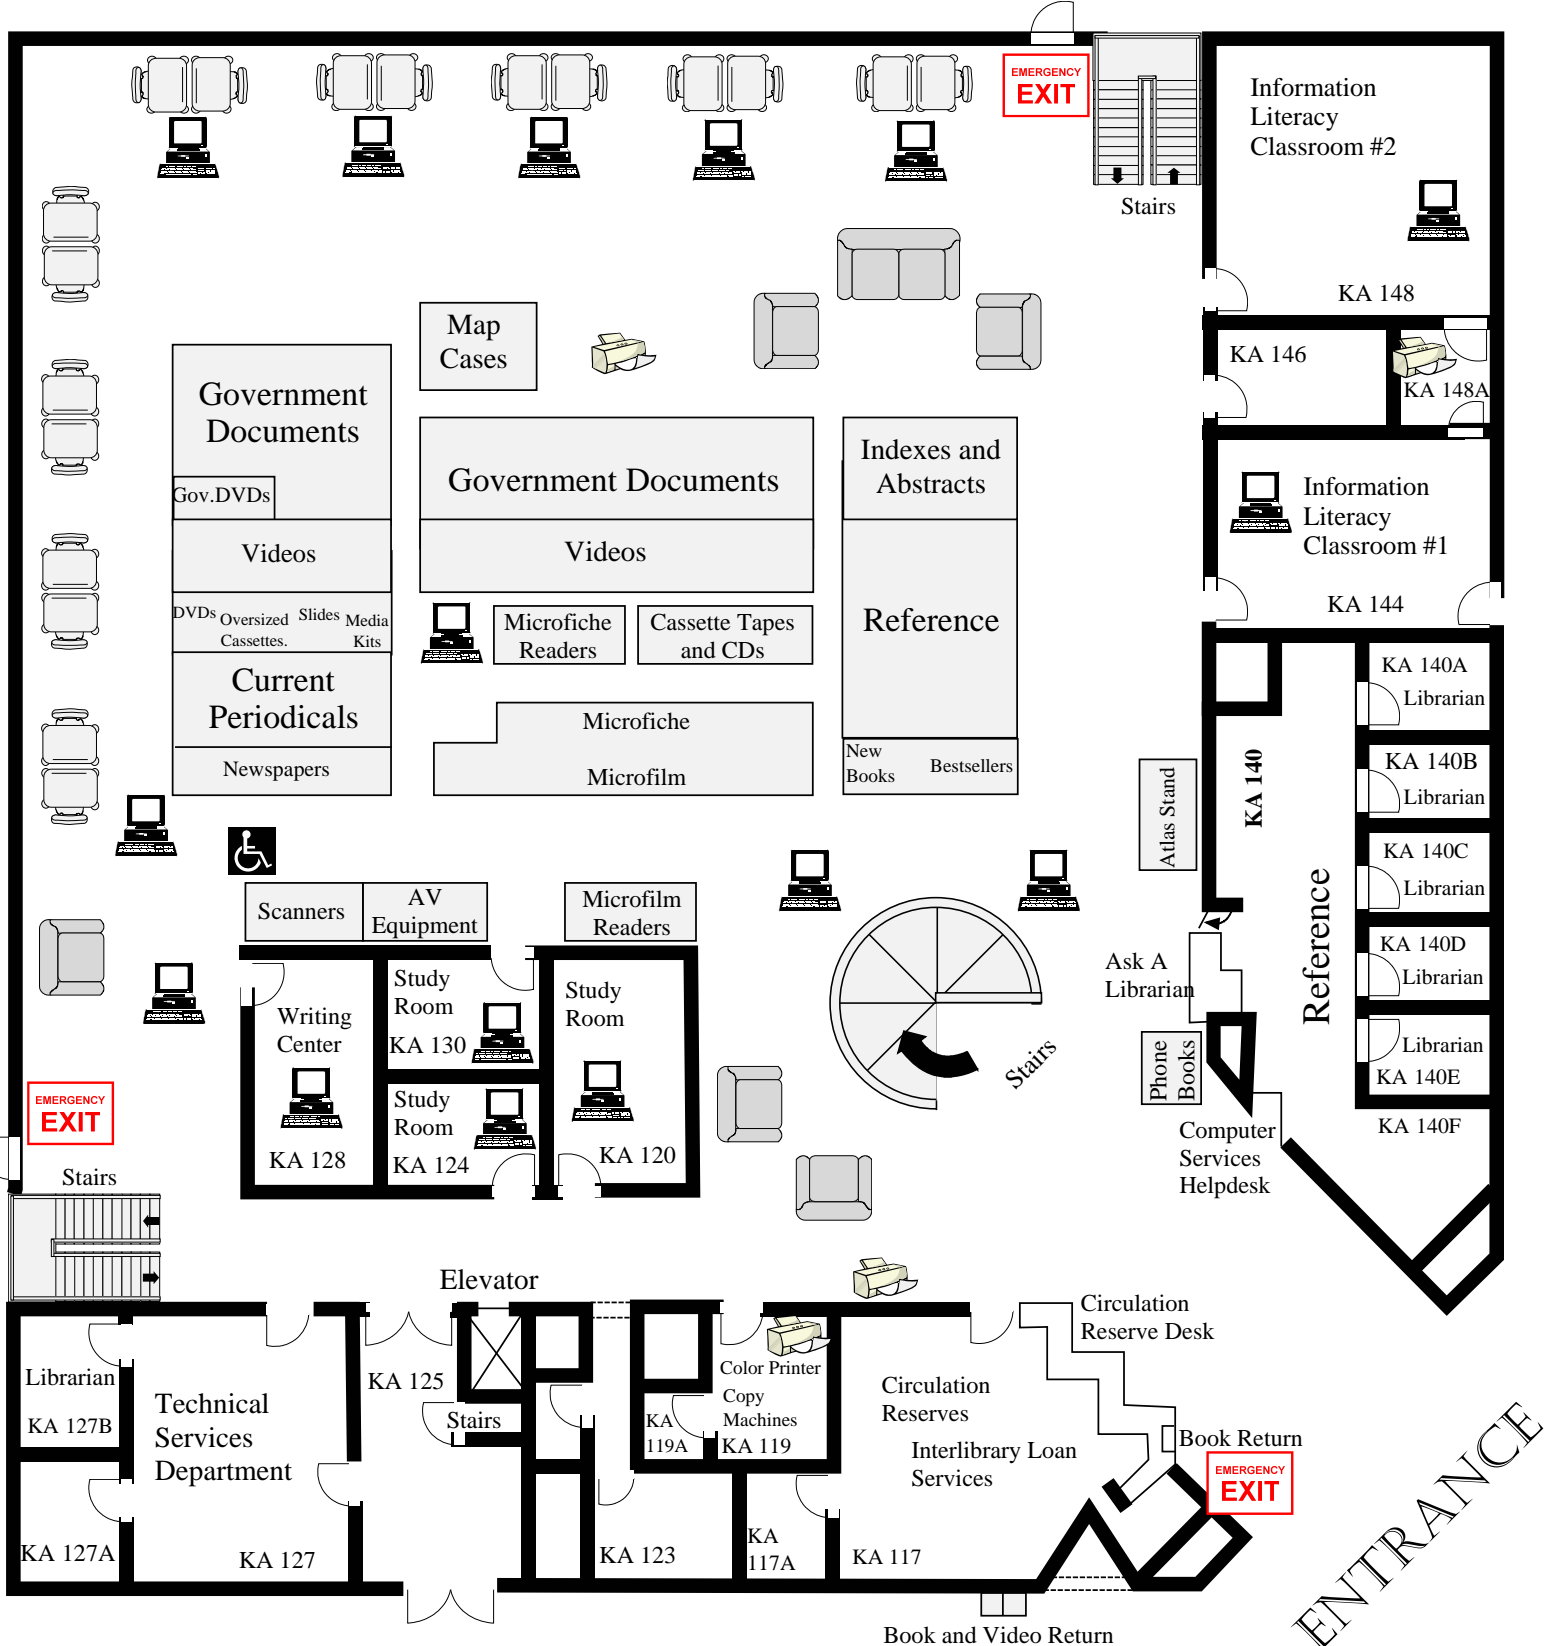 EMERGENCY
EXIT
Stairs
Information
Literacy
Classroom #2
KA 148
KA 146
KA 148A
Map
Cases
Government
Documents
Gov.DVDs
Government Documents
Indexes and
Abstracts
Videos
Videos
DVDs Oversized Slides Media
Cassettes. Kits
Current
Periodicals
Newspapers
Microfiche
Readers
Cassette Tapes
and CDs
Reference
Microfiche
Microfilm
New
Books
Bestsellers
Information
Literacy
Classroom #1
KA 144
KA 140A
Librarian
KA 140B
Librarian
KA 140C
Librarian
KA 140D
Librarian
Librarian
KA 140E
KA 140F
KA 140
Reference
Atlas Stand
Ask A
Librarian
Phone
Books
Computer
Services
Helpdesk
Scanners
AV
Equipment
Microfilm
Readers
Writing
Center
KA 128
Study
Room
KA 130
Study
Room
KA 124
Study
Room
KA 120
Stairs
EMERGENCY
EXIT
Stairs
Elevator
Librarian
KA 127B
KA 127A
Technical
Services
Department
KA 127
KA 125
Stairs
KA 123
KA
119A
Color Printer
Copy
Machines
KA 119
KA
117A
Circulation
Reserves
Interlibrary Loan
Services
KA 117
Circulation
Reserve Desk
Book Return
EMERGENCY
EXIT
ENTRANCE
Book and Video Return